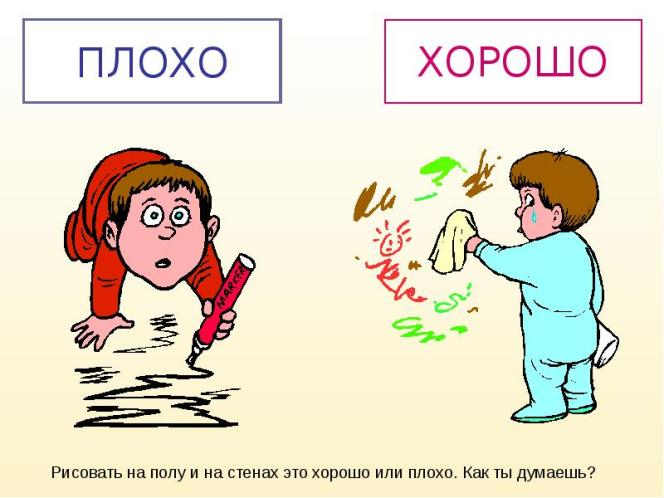 ПЛОХО
ХОРОШО
MARKER
Рисовать на полу и на стенах это хорошо или плохо. Как ты думаешь?